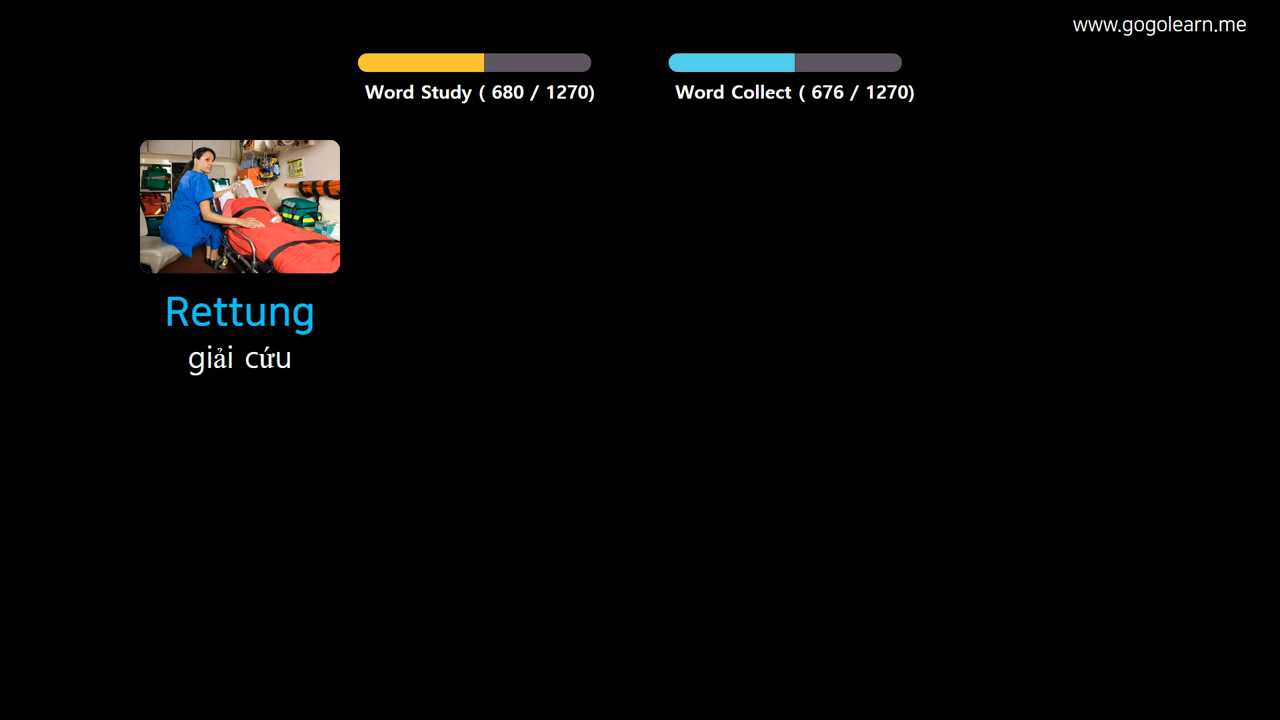 www.gogolearn.me
Word Study ( 680 / 1270)
Word Collect ( 676 / 1270)
Rettung
giải cứu